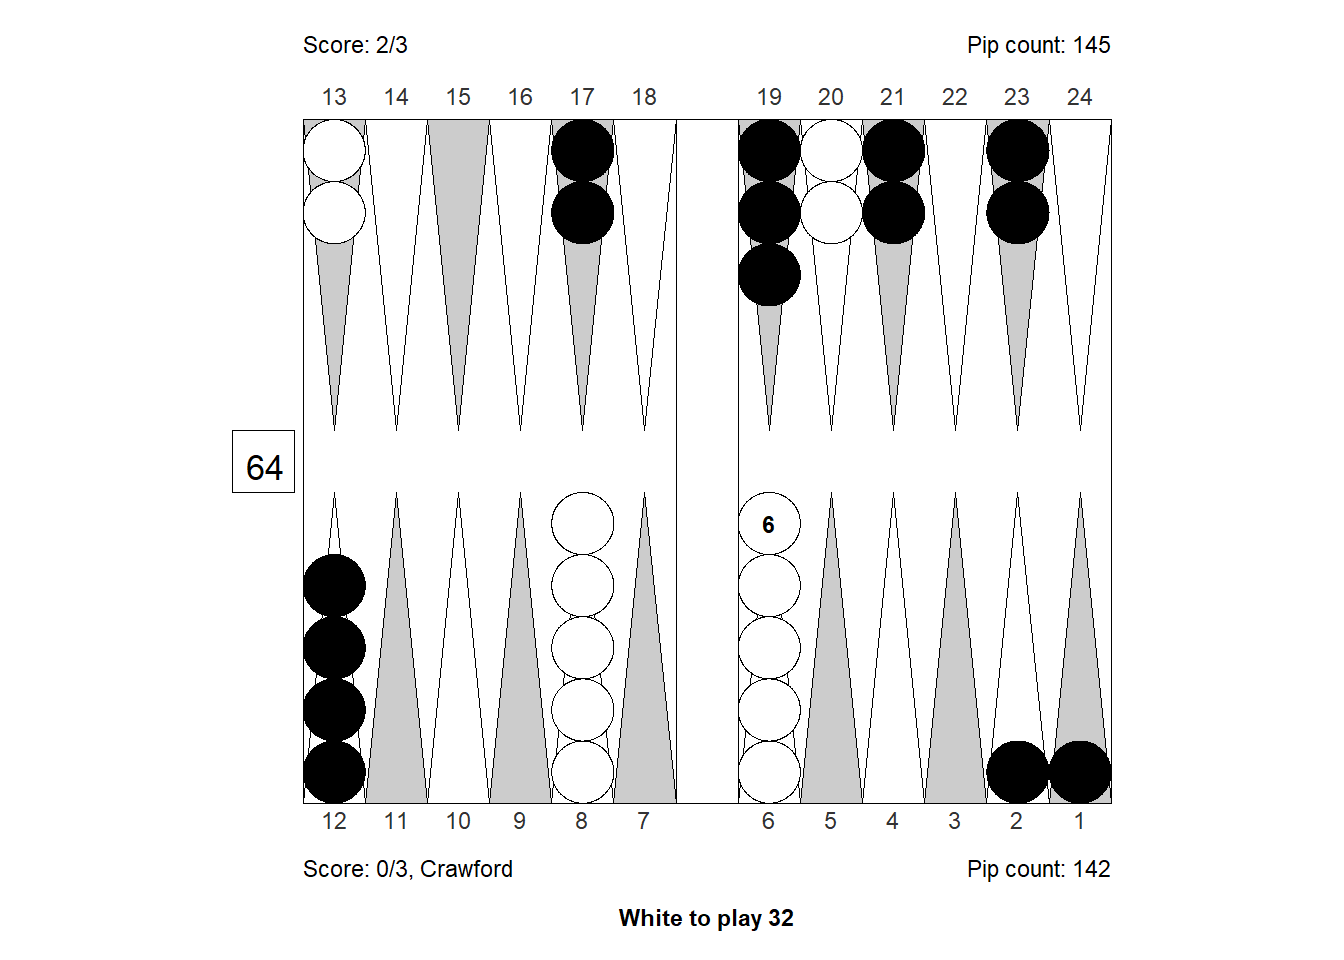 Score: 2/3 Pip count: 145
13 14 15 16 17 18 19 20 21 22 23 24
64
6
12 11 10 9 8 7 6 5 4 3 2 1
Score: 0/3, Crawford Pip count: 142
White to play 32